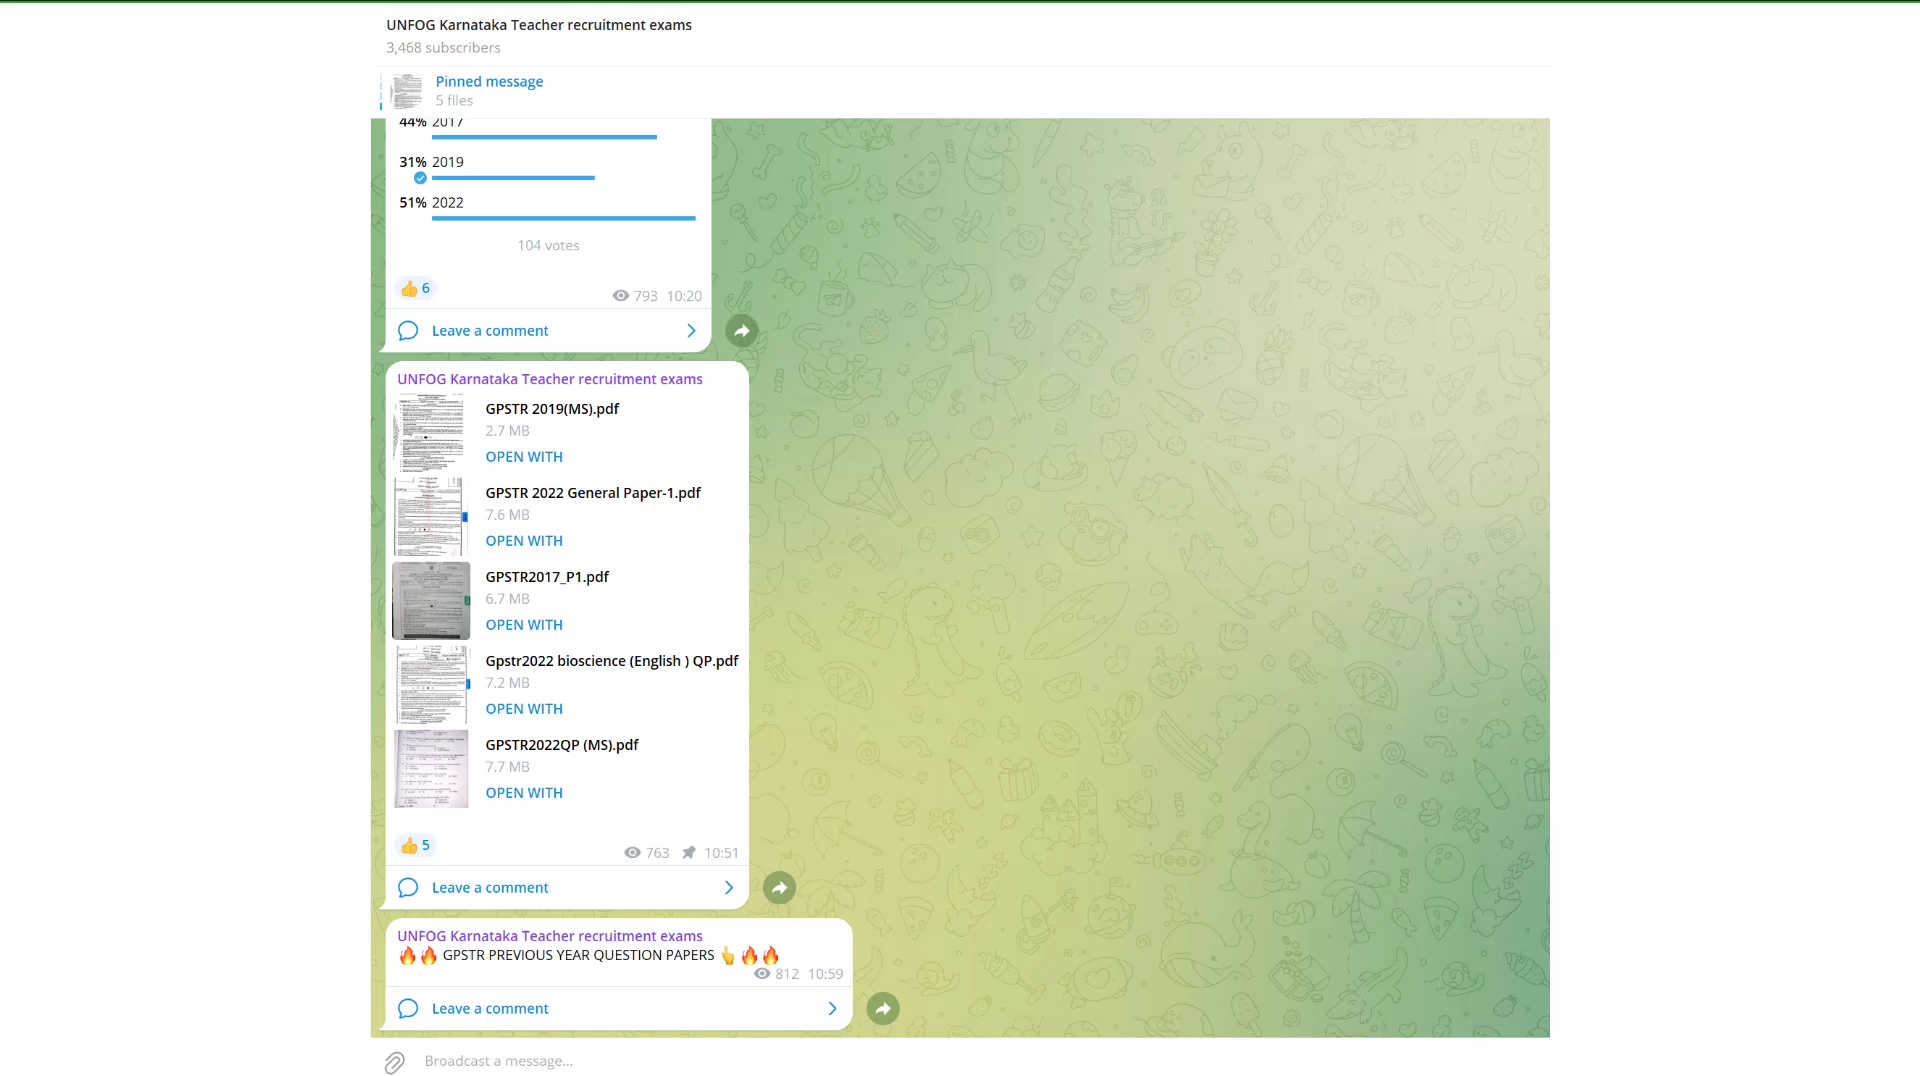 UNFOG Karnataka Teacher recruitment exams
3,468 subscribers
Pinned message
5 files
44% 2017
31% 2019
51% 2022
104 votes
👍 6
793 10:20
Leave a comment
UNFOG Karnataka Teacher recruitment exams
GPSTR 2019(MS).pdf
2.7 MB
OPEN WITH
GPSTR 2022 General Paper-1.pdf
7.6 MB
OPEN WITH
GPSTR2017_P1.pdf
6.7 MB
OPEN WITH
Gpstr2022 bioscience (English ) QP.pdf
7.2 MB
OPEN WITH
GPSTR2022QP (MS).pdf
7.7 MB
OPEN WITH
👍 5
763 10:51
Leave a comment
UNFOG Karnataka Teacher recruitment exams
🔥🔥 GPSTR PREVIOUS YEAR QUESTION PAPERS 👆🔥🔥
812 10:59
Leave a comment
Broadcast a message...